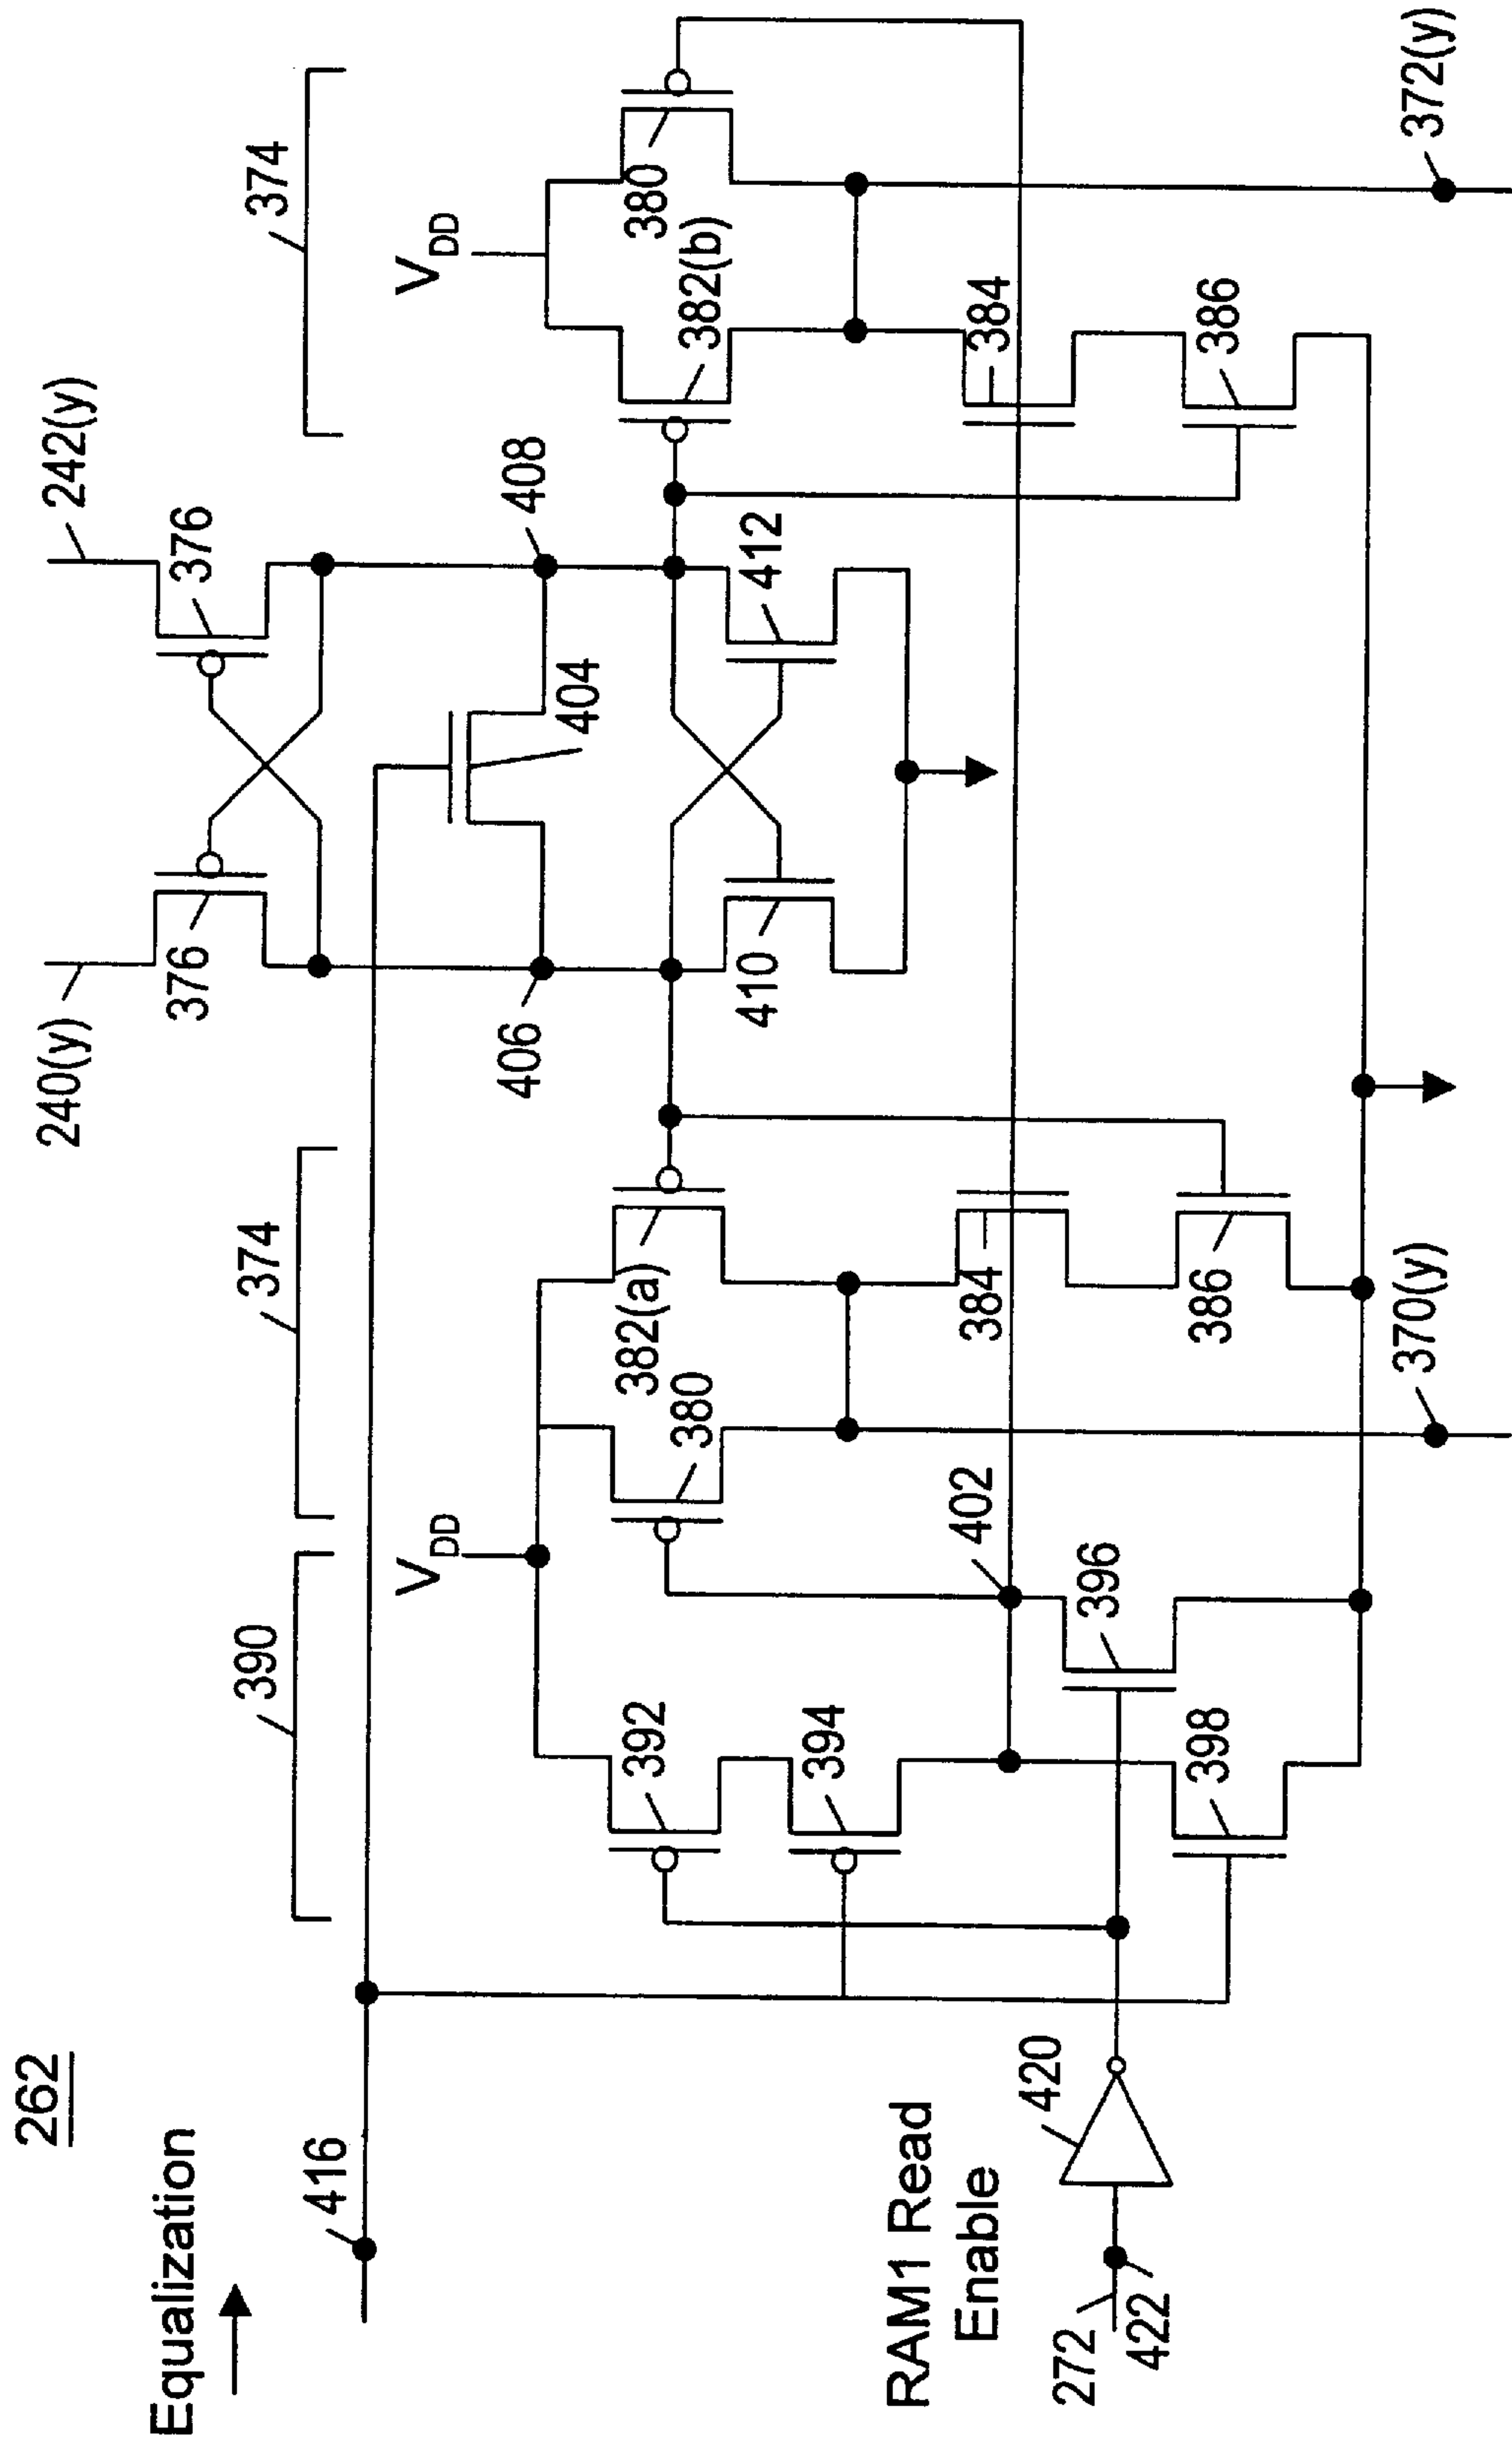 262
Equalization
416
390
374
240(y)
242(y)
374
376
376
V DD
V DD
406
408
404
392
394
380
382(a)
410
412
382(b)
380
RAM1 Read
Enable
420
272
422
402
396
398
384
386
384
386
370(y)
372(y)